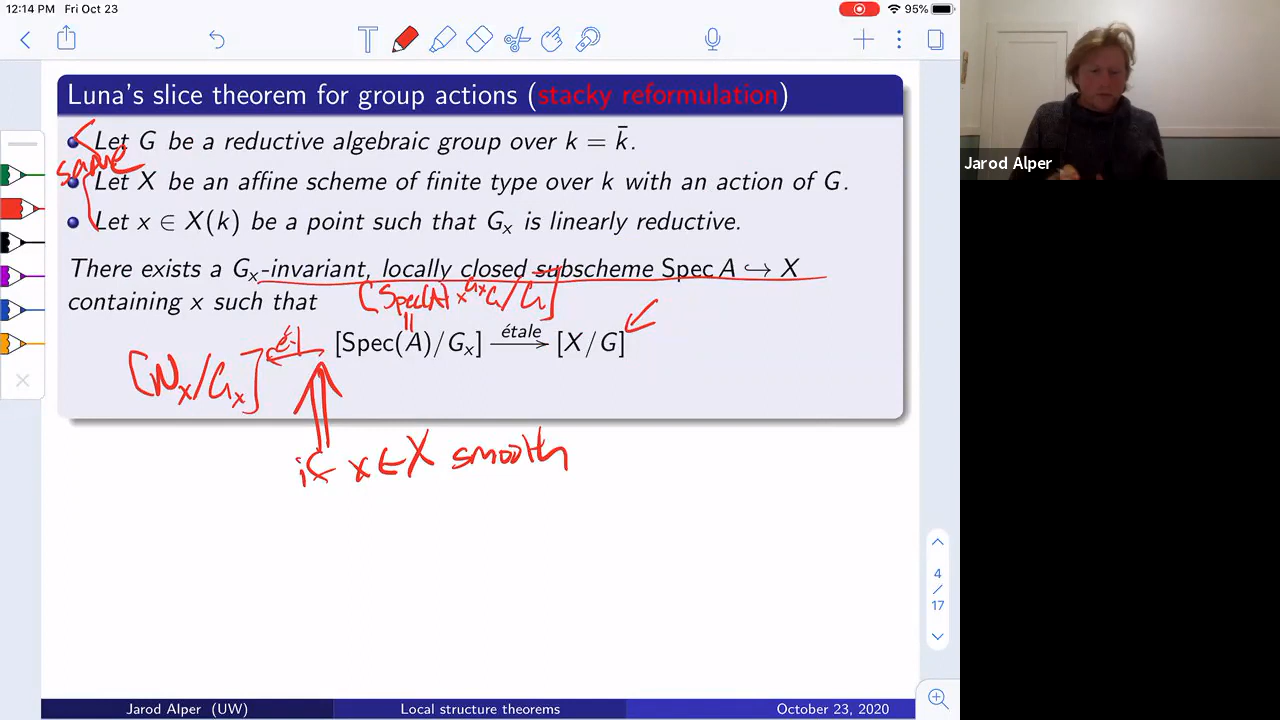 12:14 PM Fri Oct 23
95%
Luna's slice theorem for group actions (stacky reformulation)
Let G be a reductive algebraic group over k = k̄.
same
Let X be an affine scheme of finite type over k with an action of G.
Let x ∈ X(k) be a point such that Gₓ is linearly reductive.
There exists a Gₓ-invariant, locally closed subscheme Spec A ↪ X
containing x such that
[Spec(A) ×^{Gₓ} G / G]
||
[Nₓ/Gₓ] ét [Spec(A)/Gₓ] étale [X/G]
if x ∈ X smooth
4
/
17
Jarod Alper (UW)
Local structure theorems
October 23, 2020
Jarod Alper